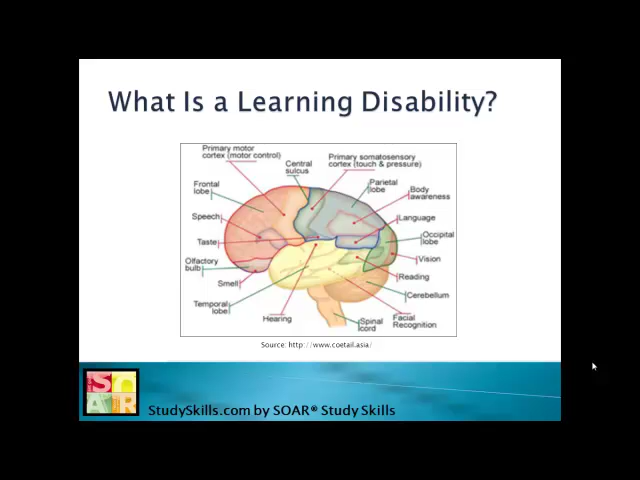 What Is a Learning Disability?
Primary motor
cortex (motor control)
Central
sulcus
Primary somatosensory
cortex (touch & pressure)
Frontal
lobe
Parietal
lobe
Body
awareness
Speech
Language
Taste
Occipital
lobe
Olfactory
bulb
Vision
Smell
Reading
Temporal
lobe
Cerebellum
Hearing
Spinal
cord
Facial
Recognition
Source: http://www.coetail.asia/
SOAR
StudySkills.com by SOAR® Study Skills